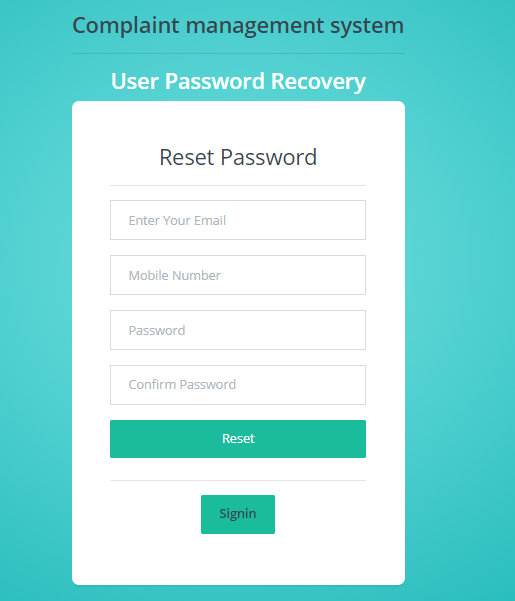 Complaint management system
User Password Recovery
Reset Password
Enter Your Email
Mobile Number
Password
Confirm Password
Reset
Signin